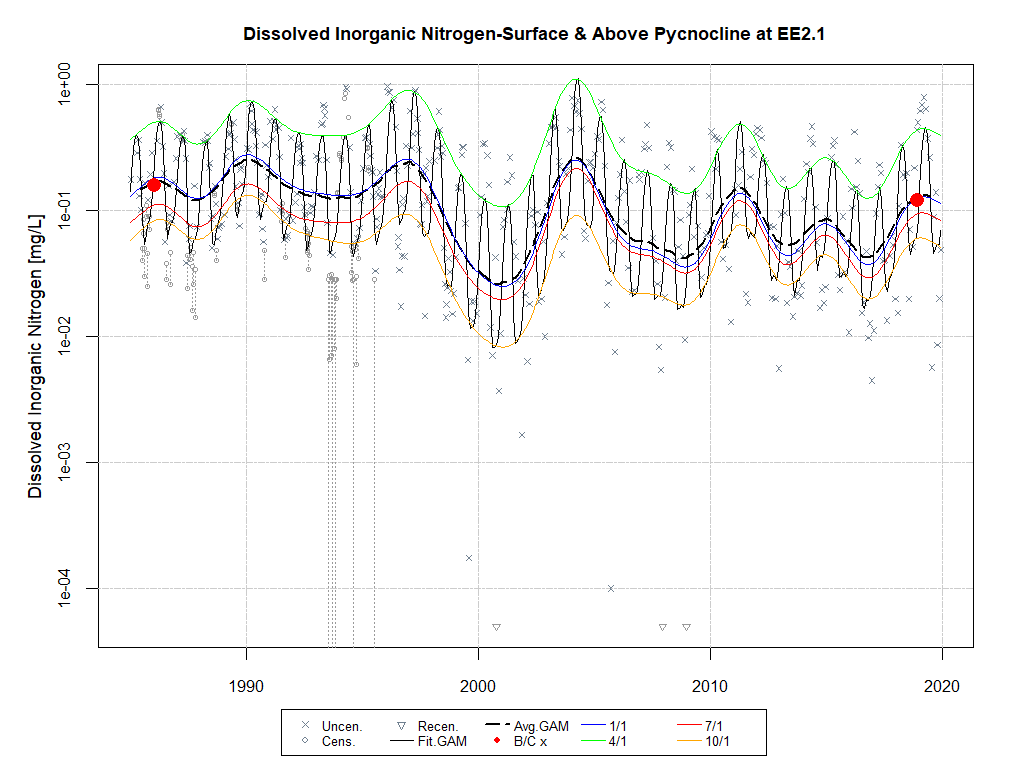 Dissolved Inorganic Nitrogen-Surface & Above Pycnocline at EE2.1
Dissolved Inorganic Nitrogen [mg/L]
1e+00
1e-01
1e-02
1e-03
1e-04
1990 2000 2010 2020
Uncen. Recen. Avg.GAM 1/1 7/1
Cens. Fit.GAM B/C x 4/1 10/1